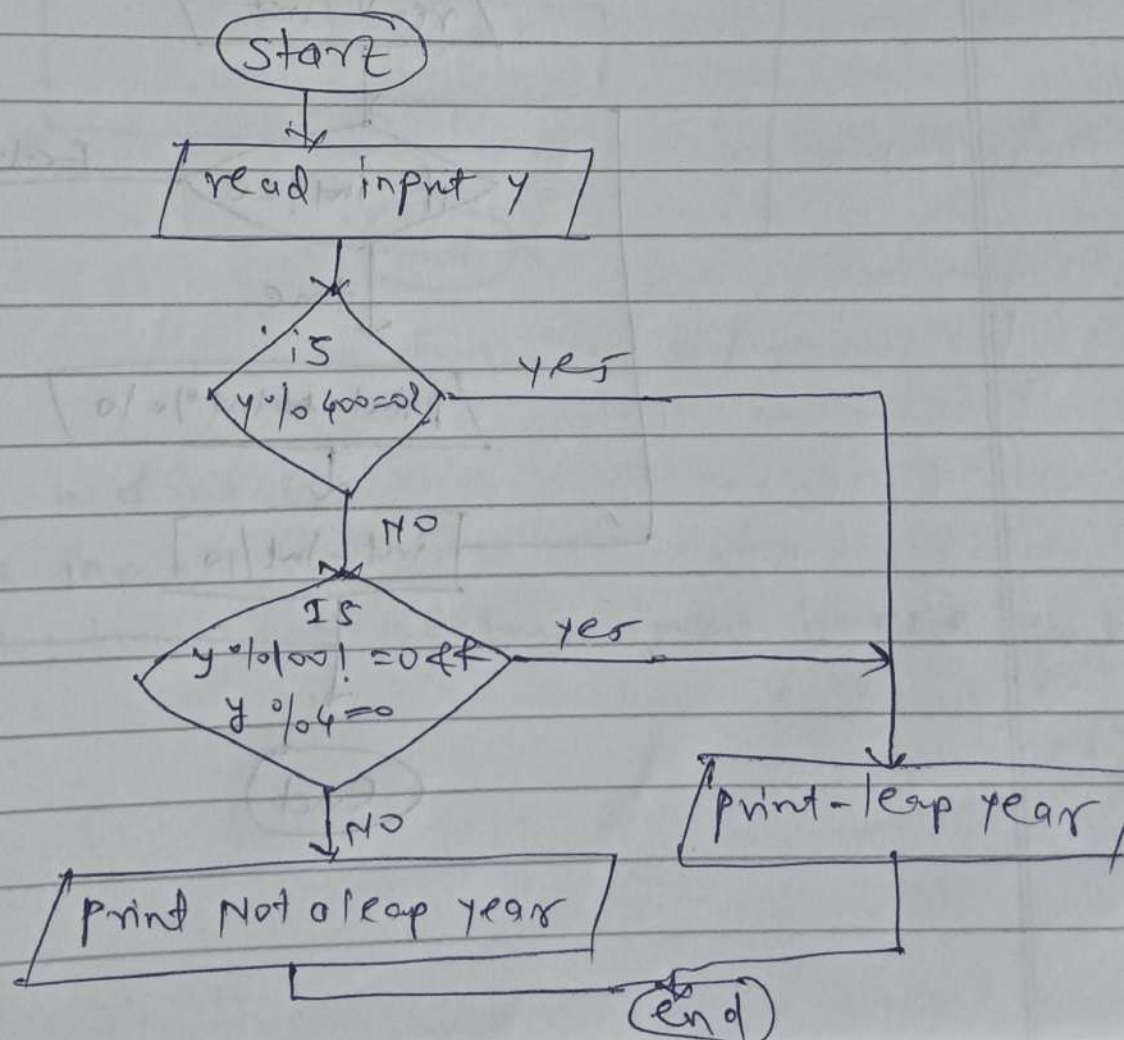 start
read input y
is
yes
y % 400 = 0?
NO
IS
yes
y % 100! = 0 &&
y % 4 = 0
NO
print - leap year
print Not a leap year
end